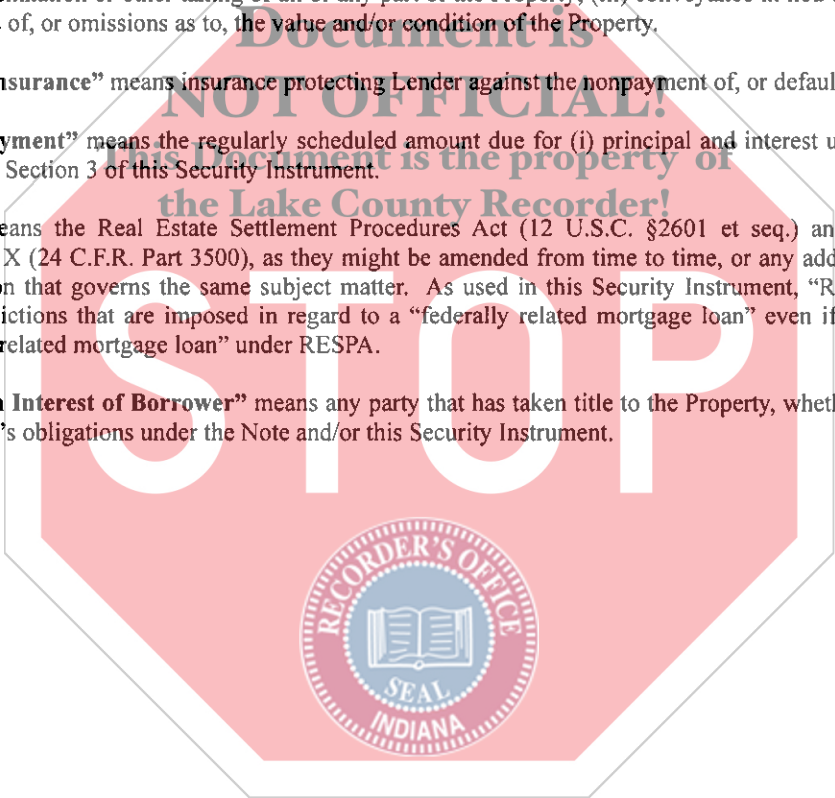 of, or omissions as to, the value and/or condition of the Property.
Document is
nsurance” means insurance protecting Lender against the nonpayment of, or defaul
NOT OFFICIAL!
yment” means the regularly scheduled amount due for (i) principal and interest u
This Document is the property of
Section 3 of this Security Instrument.
the Lake County Recorder!
eans the Real Estate Settlement Procedures Act (12 U.S.C. §2601 et seq.) an
X (24 C.F.R. Part 3500), as they might be amended from time to time, or any add
n that governs the same subject matter. As used in this Security Instrument, “R
ictions that are imposed in regard to a “federally related mortgage loan” even if
related mortgage loan” under RESPA.
Interest of Borrower” means any party that has taken title to the Property, wheth
’s obligations under the Note and/or this Security Instrument.
STOP
RECORDER'S OFFICE
SEAL
INDIANA